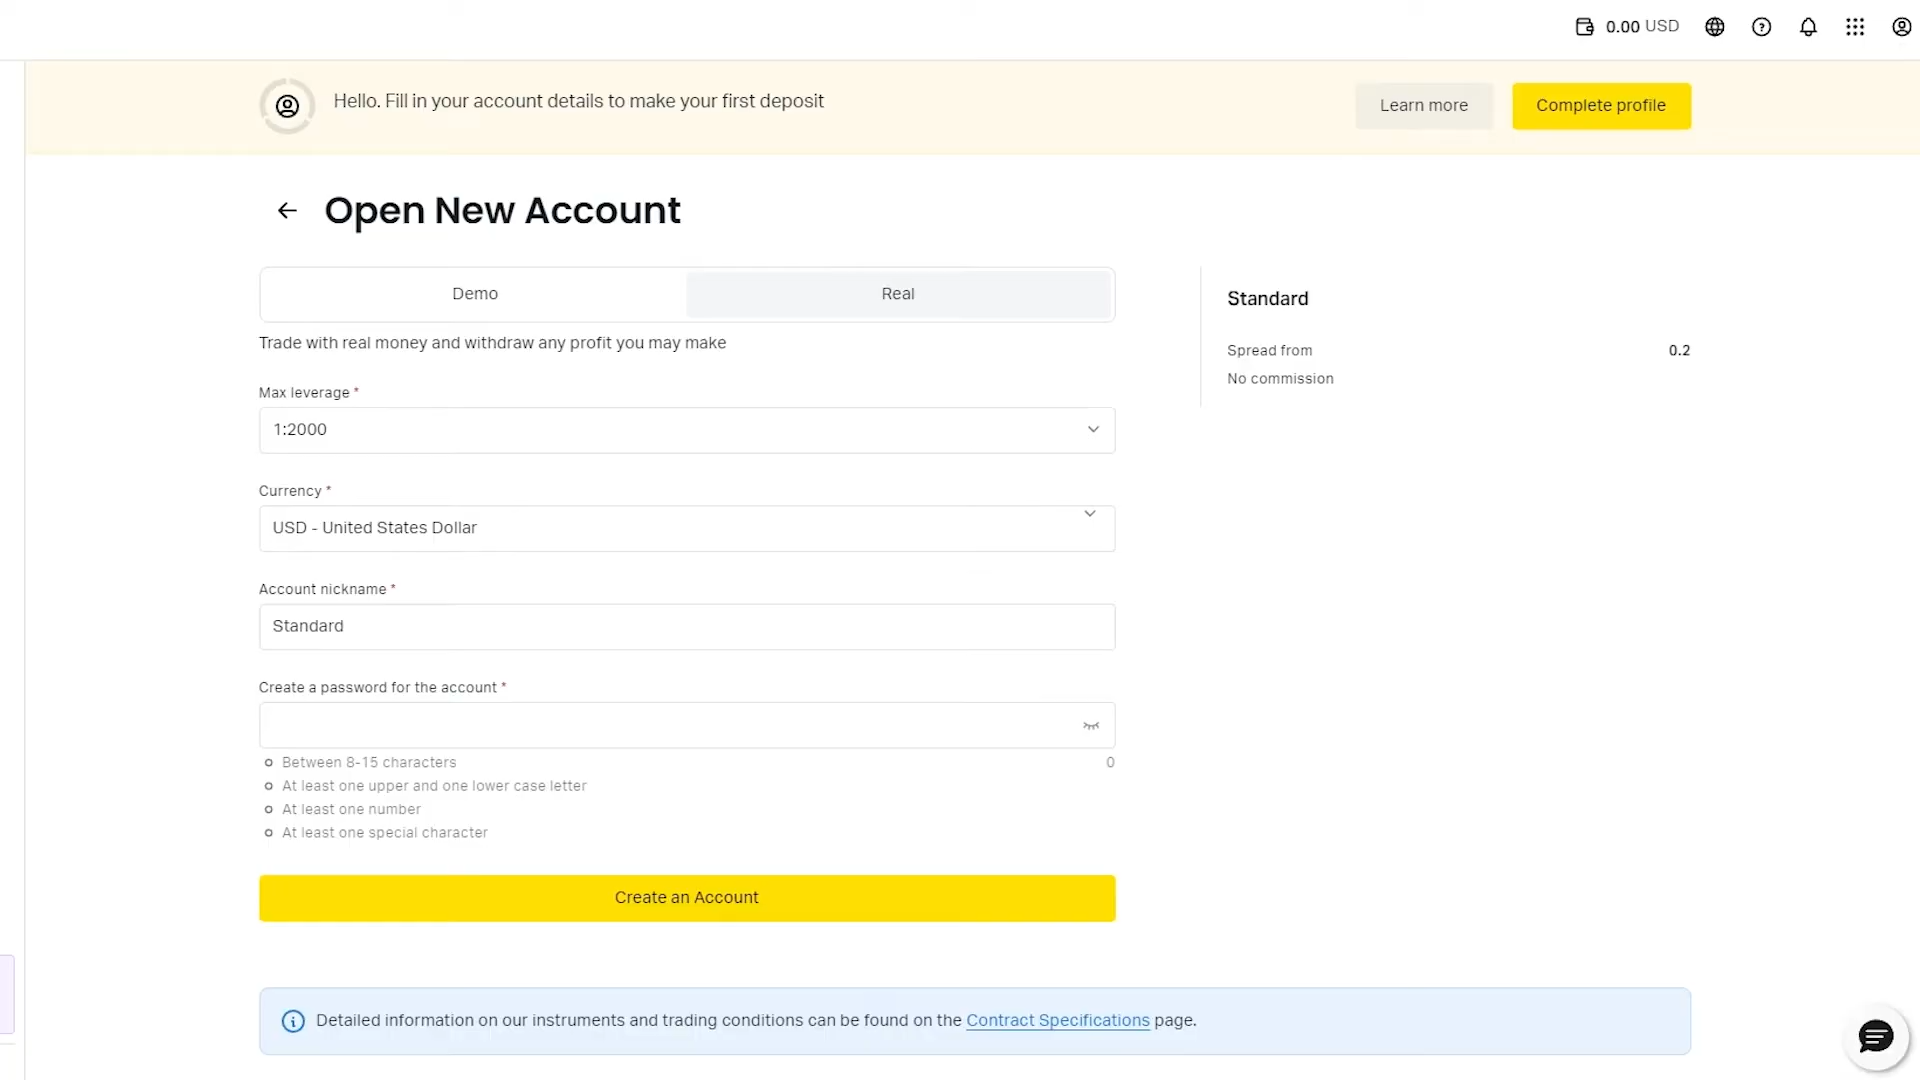 0.00 USD
Hello. Fill in your account details to make your first deposit
Learn more
Complete profile
Open New Account
Demo
Real
Trade with real money and withdraw any profit you may make
Standard
Spread from 0.2
No commission
Max leverage *
1:2000
Currency *
USD - United States Dollar
Account nickname *
Standard
Create a password for the account *
Between 8-15 characters 0
At least one upper and one lower case letter
At least one number
At least one special character
Create an Account
Detailed information on our instruments and trading conditions can be found on the Contract Specifications page.